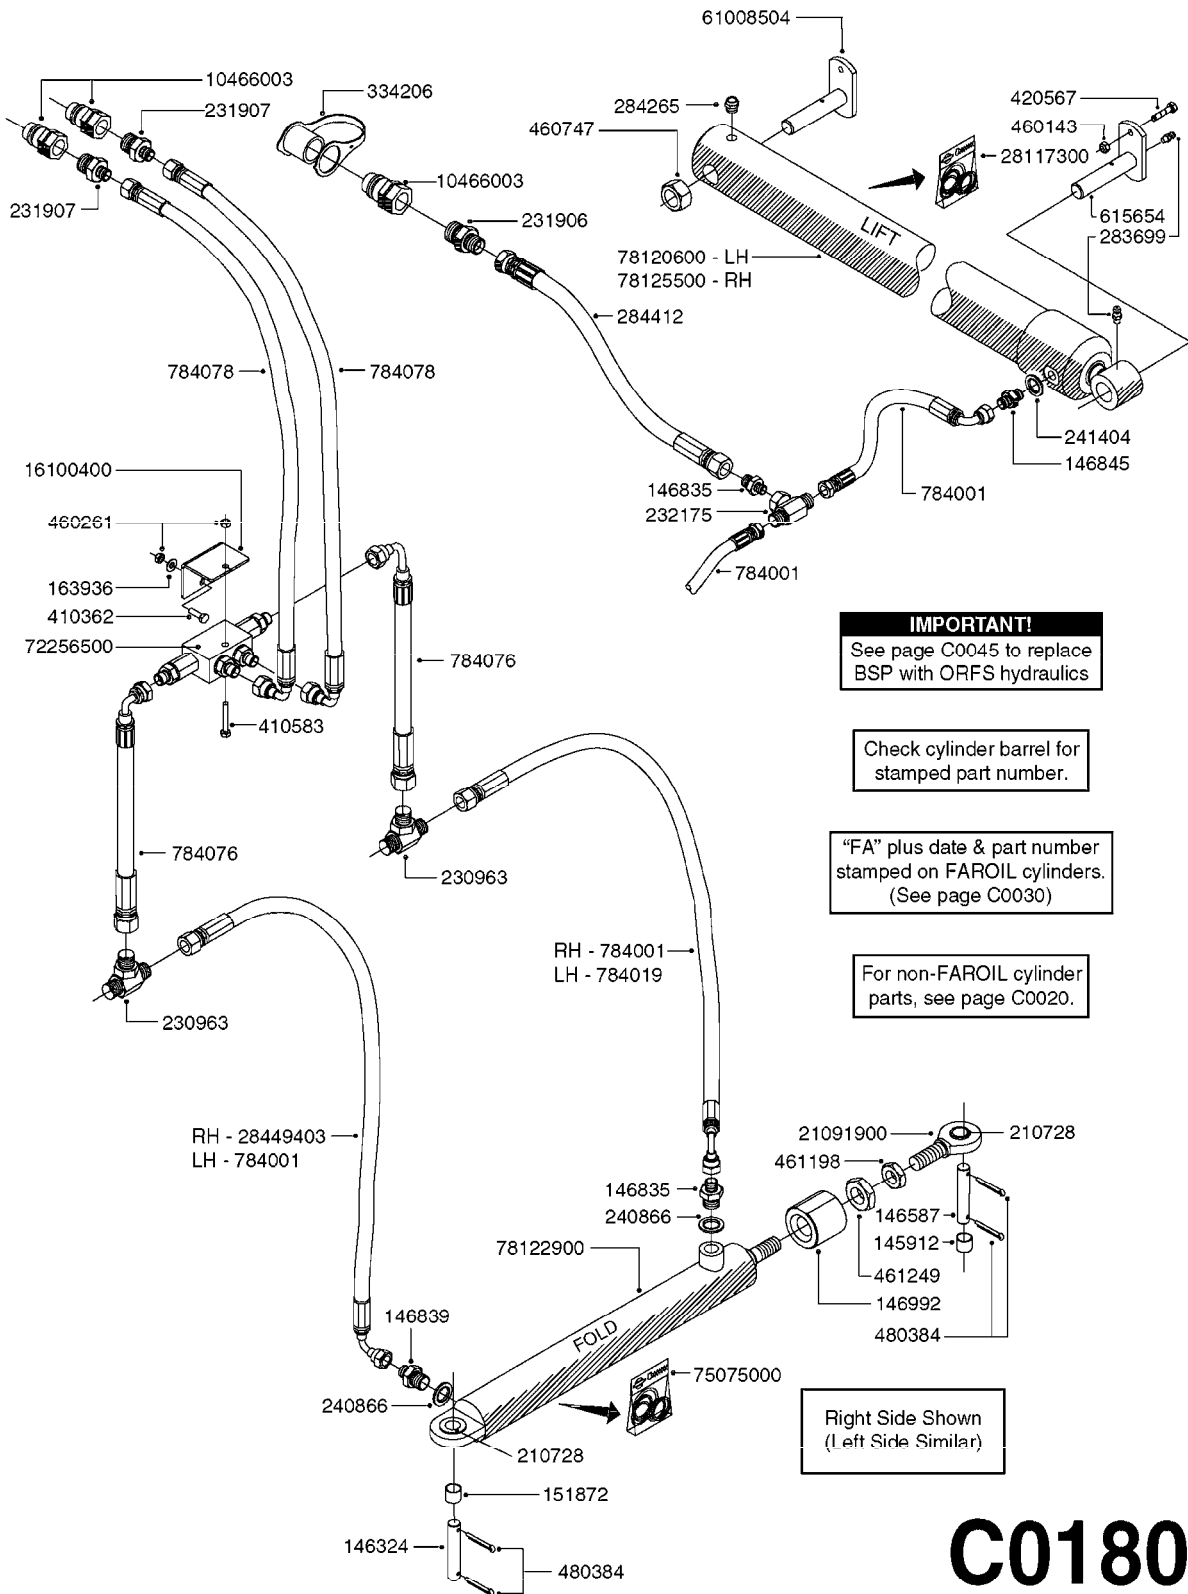 61008504
10466003
231907
334206
284265
460747
420567
460143
28117300
10466003
231907
231906
LIFT
615654
283699
78120600 - LH
78125500 - RH
284412
784078
784078
241404
146845
16100400
146835
232175
784001
460261
784001
163936
410362
72256500
784076
410583
IMPORTANT!
See page C0045 to replace
BSP with ORFS hydraulics
Check cylinder barrel for
stamped part number.
784076
230963
"FA" plus date & part number
stamped on FAROIL cylinders.
(See page C0030)
RH - 784001
LH - 784019
For non-FAROIL cylinder
parts, see page C0020.
230963
RH - 28449403
LH - 784001
21091900
210728
461198
146835
240866
146587
145912
78122900
461249
146992
480384
146839
FOLD
75075000
240866
210728
Right Side Shown
(Left Side Similar)
151872
146324
480384
C0180